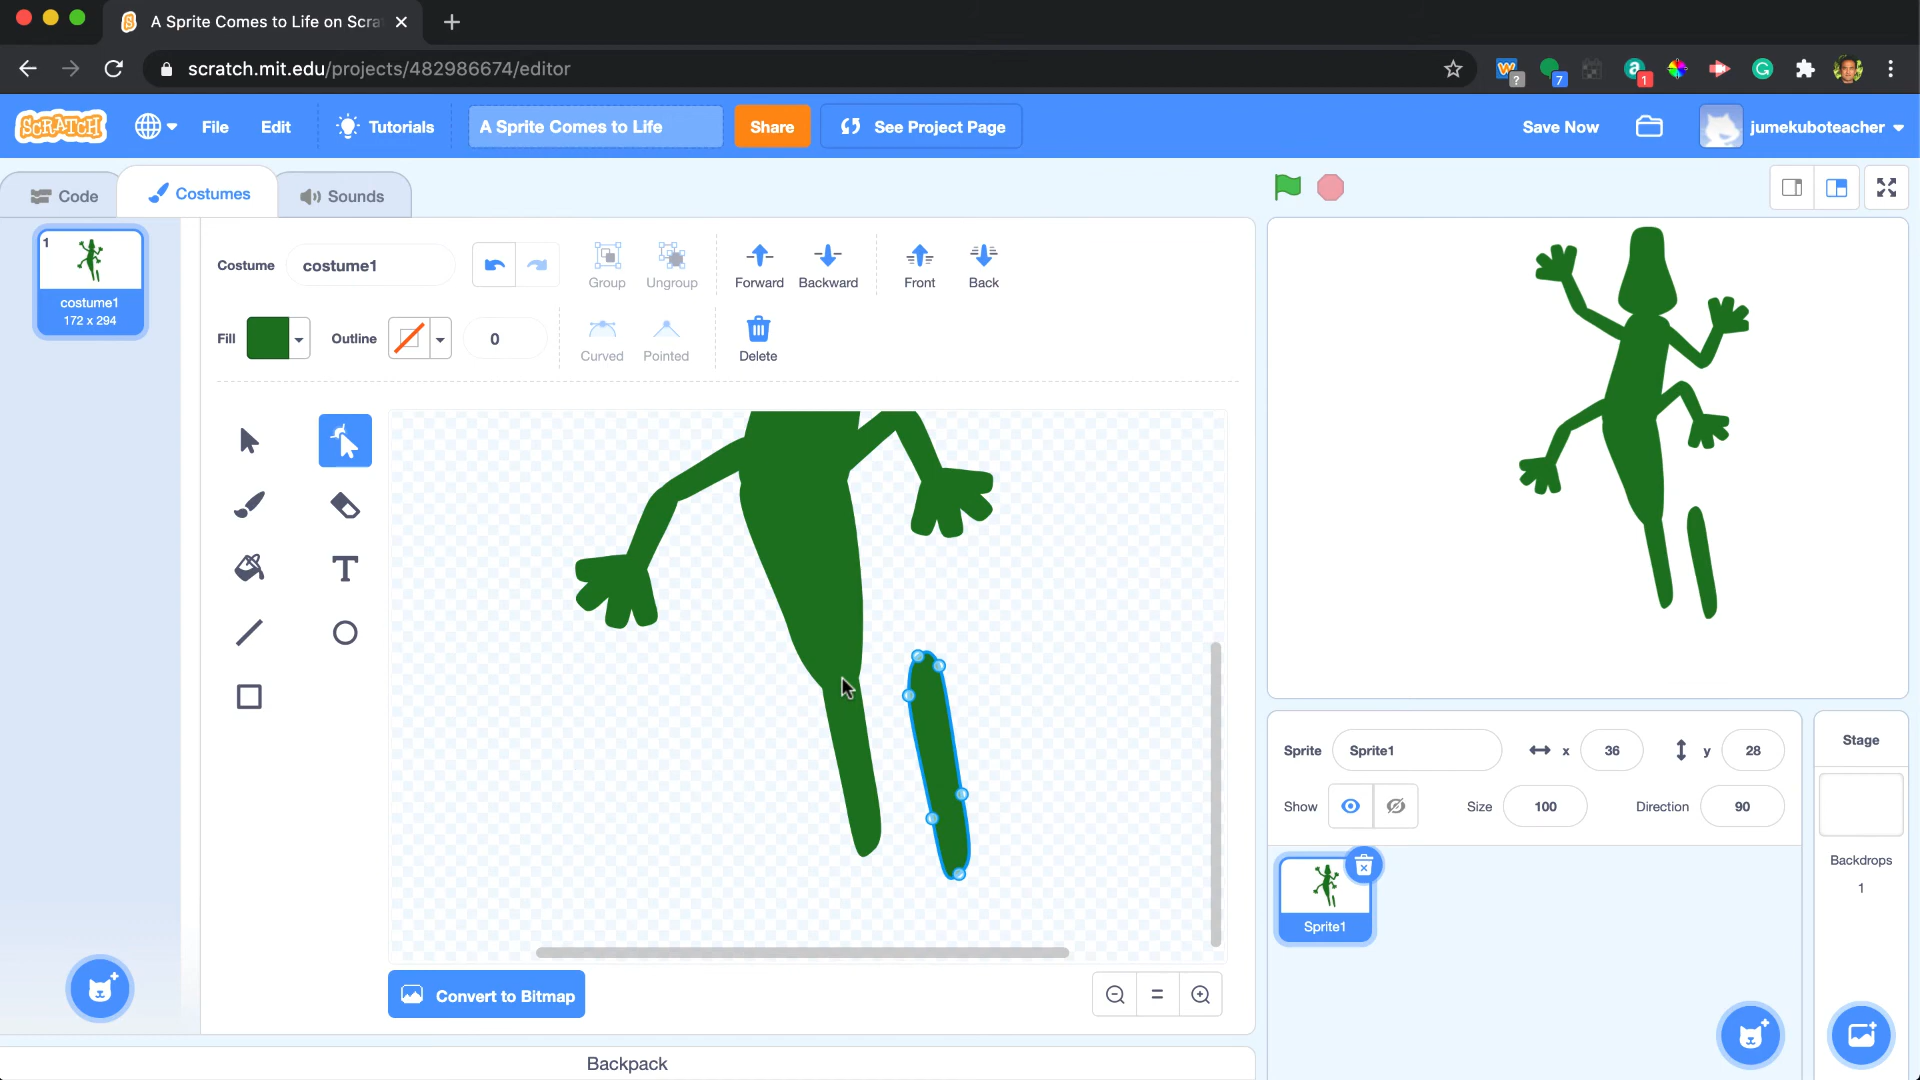 A Sprite Comes to Life on Scra
scratch.mit.edu/projects/482986674/editor
?
7
1
SCRATCH
File
Edit
Tutorials
A Sprite Comes to Life
Share
See Project Page
Save Now
jumekuboteacher
Code
Costumes
Sounds
1
costume1
172 x 294
Costume
costume1
Group
Ungroup
Forward
Backward
Front
Back
Fill
Outline
0
Curved
Pointed
Delete
T
Convert to Bitmap
Backpack
Sprite
Sprite1
x
36
y
28
Show
Size
100
Direction
90
Sprite1
Stage
Backdrops
1